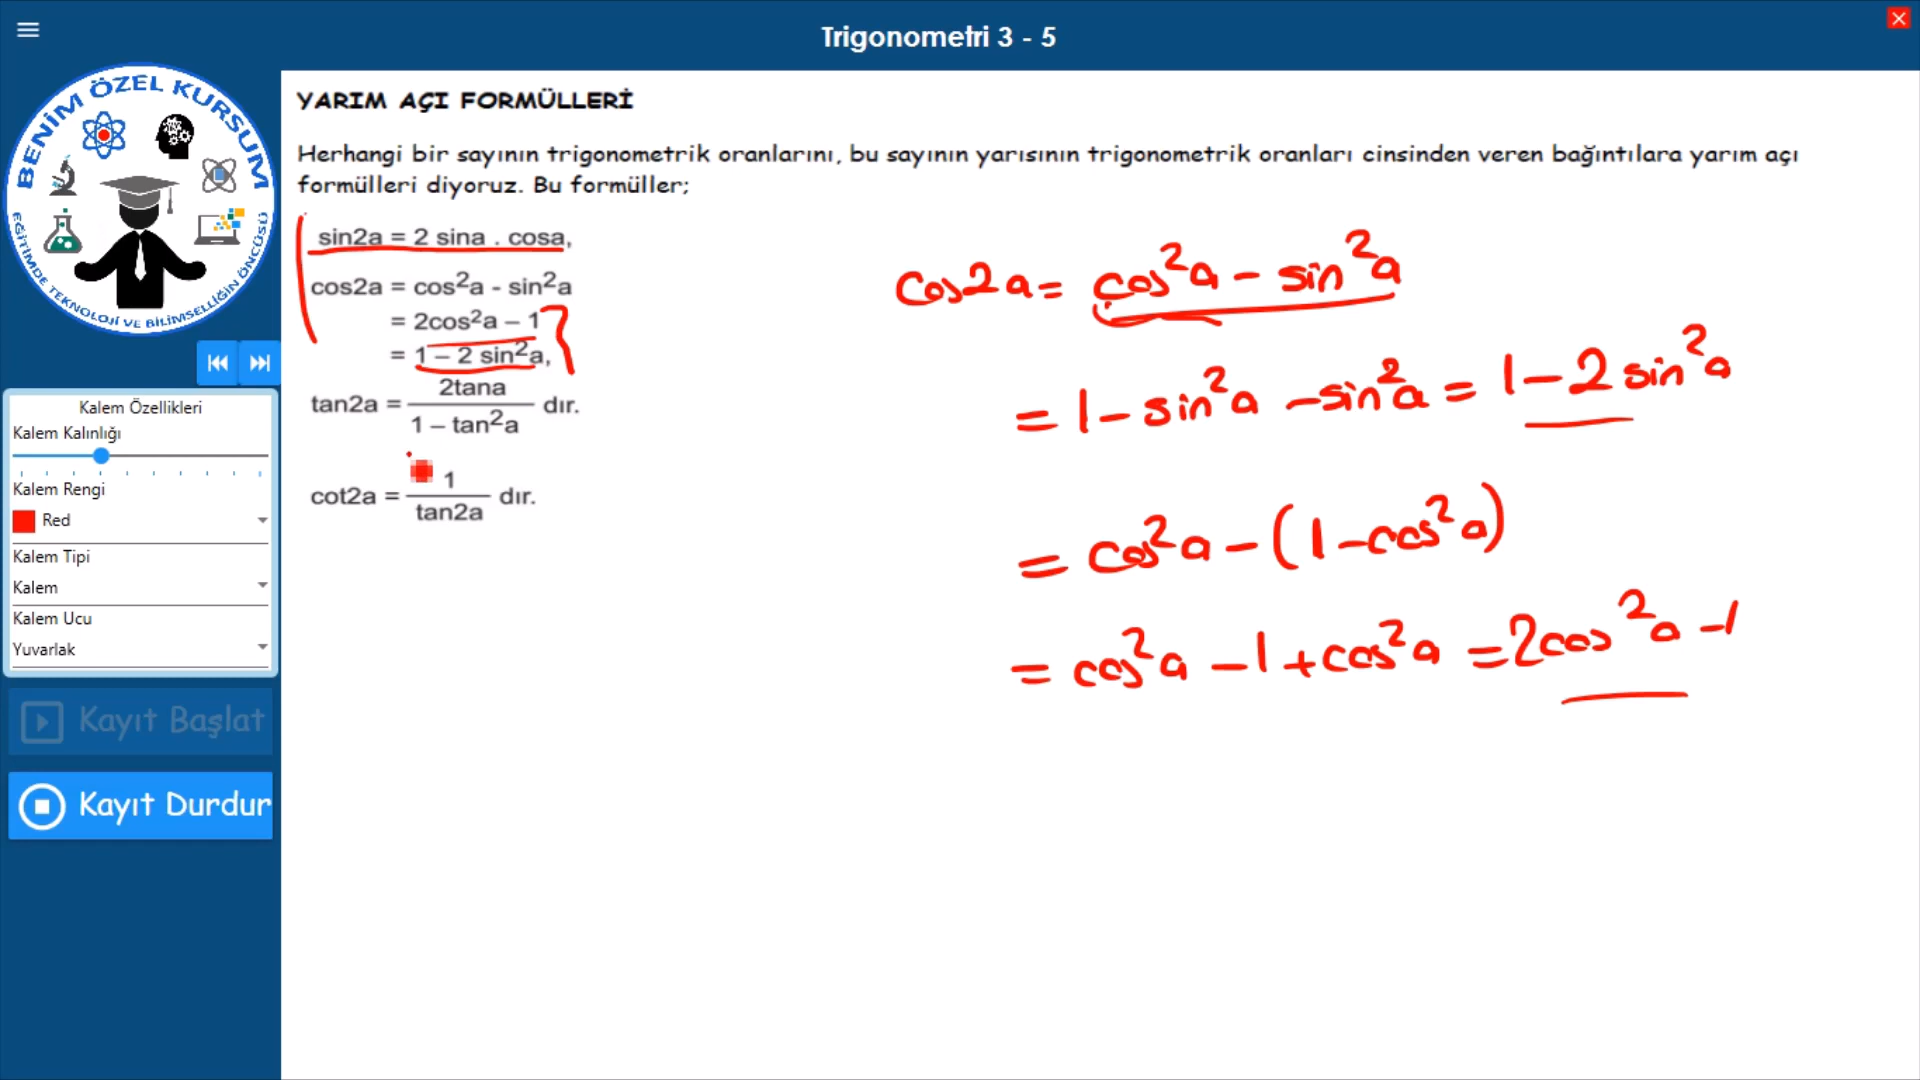 Trigonometri 3 - 5
BENİM ÖZEL KURSUM
EĞİTİMDE TEKNOLOJİ VE BİLİMSELLİĞİN ÖNCÜSÜ
Kalem Özellikleri
Kalem Kalınlığı
Kalem Rengi
Red
Kalem Tipi
Kalem
Kalem Ucu
Yuvarlak
Kayıt Başlat
Kayıt Durdur
YARIM AÇI FORMÜLLERİ
Herhangi bir sayının trigonometrik oranlarını, bu sayının yarısının trigonometrik oranları cinsinden veren bağıntılara yarım açı
formülleri diyoruz. Bu formüller;
sin2a = 2 sina . cosa,
cos2a = cos²a - sin²a
= 2cos²a – 1
= 1 – 2 sin²a,
tan2a = 2tana / 1 – tan²a dır.
cot2a = 1 / tan2a dır.
cos2a = cos²a - sin²a
= 1 - sin²a - sin²a = 1 - 2 sin²a
= cos²a - (1 - cos²a)
= cos²a - 1 + cos²a = 2cos²a - 1